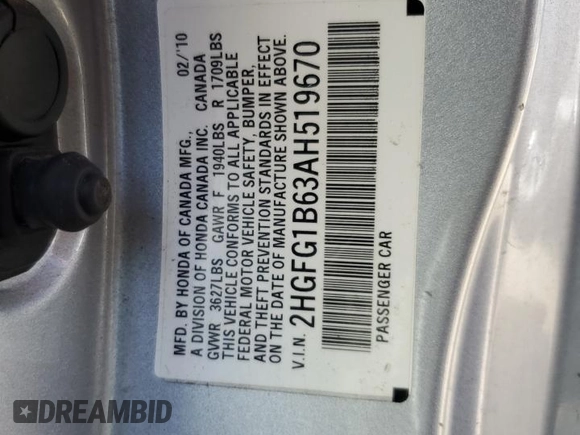 MFD. BY HONDA OF CANADA MFG., 02/'10
A DIVISION OF HONDA CANADA INC. CANADA
GVWR 3627LBS GAWR F 1940LBS R 1709LBS
THIS VEHICLE CONFORMS TO ALL APPLICABLE
FEDERAL MOTOR VEHICLE SAFETY, BUMPER,
AND THEFT PREVENTION STANDARDS IN EFFECT
ON THE DATE OF MANUFACTURE SHOWN ABOVE.
V.I.N. 2HGFG1B63AH519670
PASSENGER CAR
DREAMBID